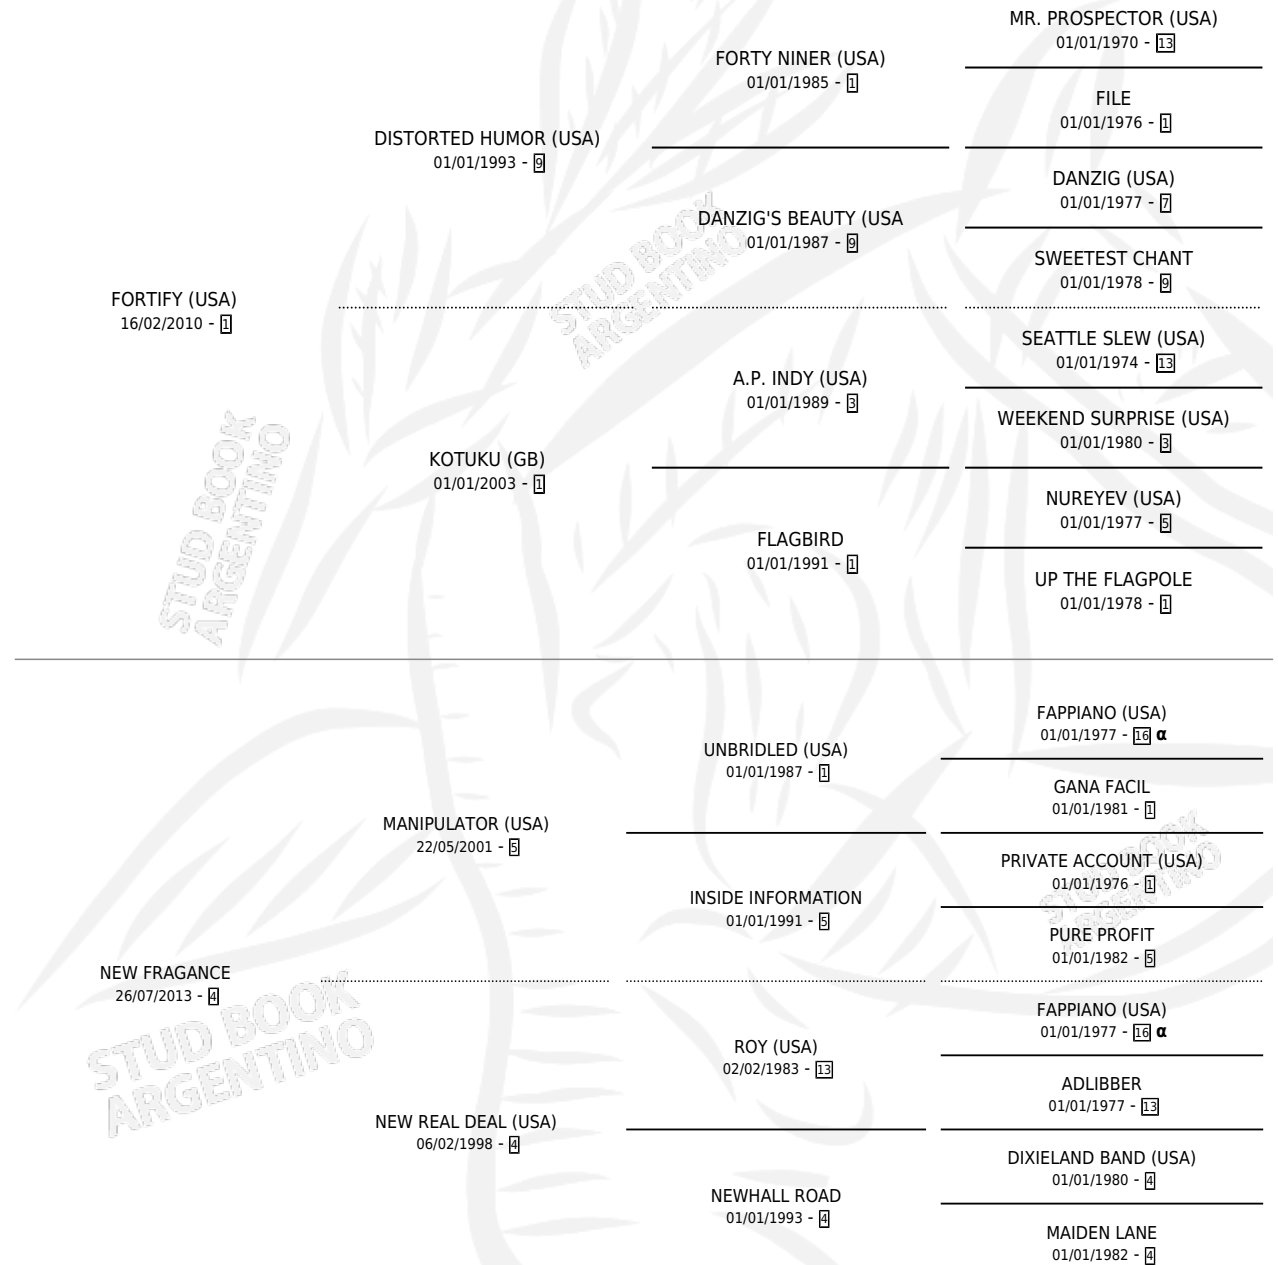 MR. PROSPECTOR (USA)
01/01/1970 - 13
FORTY NINER (USA)
01/01/1985 - 1
FILE
01/01/1976 - 1
DISTORTED HUMOR (USA)
01/01/1993 - 9
DANZIG (USA)
01/01/1977 - 7
DANZIG'S BEAUTY (USA
01/01/1987 - 9
SWEETEST CHANT
01/01/1978 - 9
STUD BOOK
ARGENTINO
FORTIFY (USA)
16/02/2010 - 1
SEATTLE SLEW (USA)
01/01/1974 - 13
A.P. INDY (USA)
01/01/1989 - 3
WEEKEND SURPRISE (USA)
01/01/1980 - 3
KOTUKU (GB)
01/01/2003 - 1
NUREYEV (USA)
01/01/1977 - 5
FLAGBIRD
01/01/1991 - 1
UP THE FLAGPOLE
01/01/1978 - 1
STUD BOOK
ARGENTINO
FAPPIANO (USA)
01/01/1977 - 16 α
UNBRIDLED (USA)
01/01/1987 - 1
GANA FACIL
01/01/1981 - 1
MANIPULATOR (USA)
22/05/2001 - 5
PRIVATE ACCOUNT (USA)
01/01/1976 - 1
INSIDE INFORMATION
01/01/1991 - 5
PURE PROFIT
01/01/1982 - 5
STUD BOOK
ARGENTINO
NEW FRAGANCE
26/07/2013 - 4
FAPPIANO (USA)
01/01/1977 - 16 α
ROY (USA)
02/02/1983 - 13
ADLIBBER
01/01/1977 - 13
STUD BOOK
ARGENTINO
NEW REAL DEAL (USA)
06/02/1998 - 4
DIXIELAND BAND (USA)
01/01/1980 - 4
NEWHALL ROAD
01/01/1993 - 4
MAIDEN LANE
01/01/1982 - 4